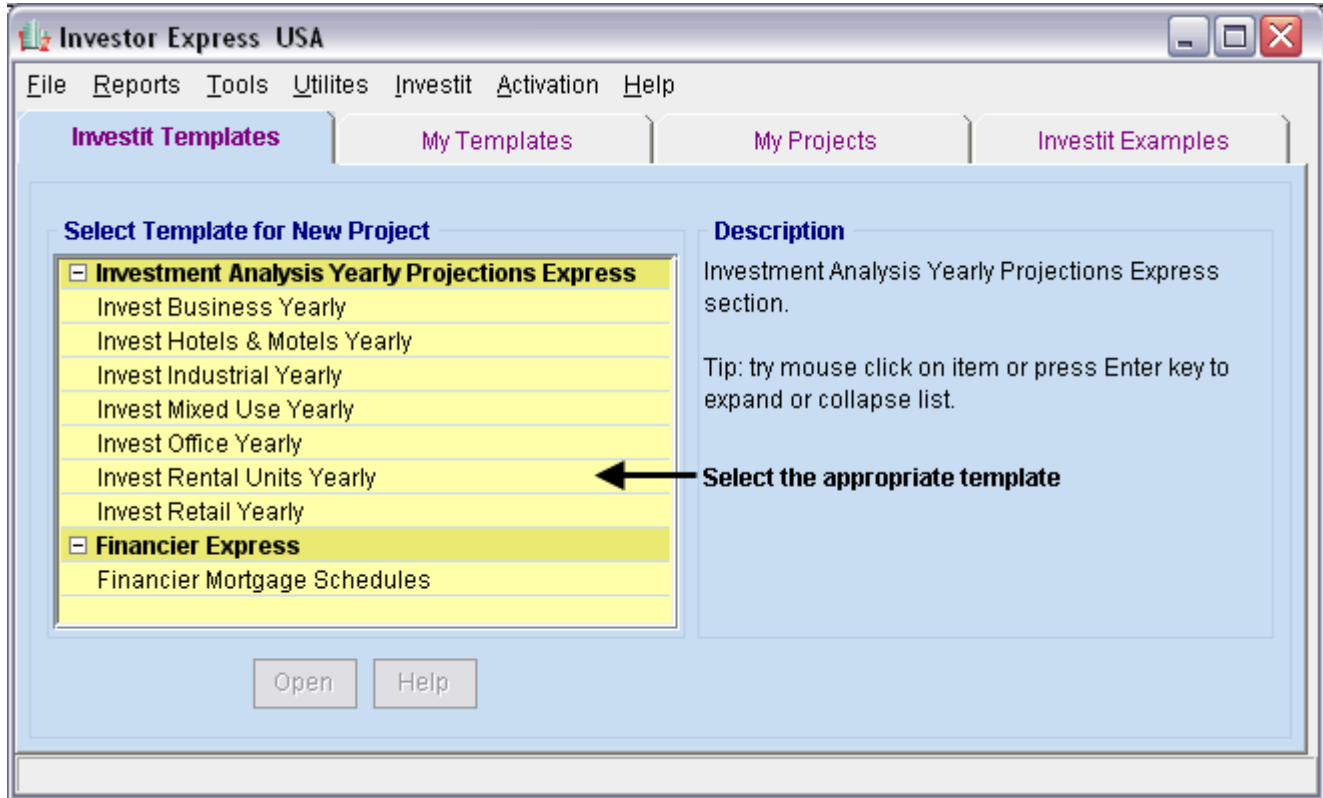 Investor Express USA
File Reports Tools Utilites Investit Activation Help
Investit Templates My Templates My Projects Investit Examples
Select Template for New Project
Investment Analysis Yearly Projections Express
Invest Business Yearly
Invest Hotels & Motels Yearly
Invest Industrial Yearly
Invest Mixed Use Yearly
Invest Office Yearly
Invest Rental Units Yearly
Invest Retail Yearly
Financier Express
Financier Mortgage Schedules
Description
Investment Analysis Yearly Projections Express
section.
Tip: try mouse click on item or press Enter key to
expand or collapse list.
Select the appropriate template
Open Help